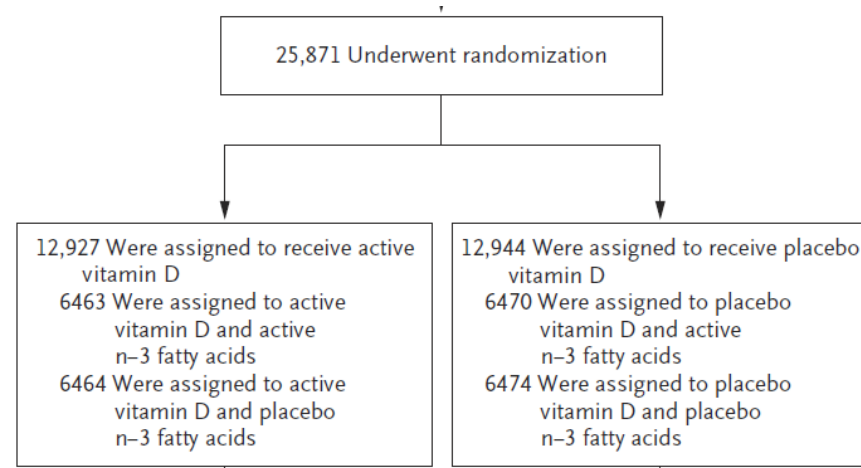 25,871 Underwent randomization
12,927 Were assigned to receive active
vitamin D
6463 Were assigned to active
vitamin D and active
n–3 fatty acids
6464 Were assigned to active
vitamin D and placebo
n–3 fatty acids
12,944 Were assigned to receive placebo
vitamin D
6470 Were assigned to placebo
vitamin D and active
n–3 fatty acids
6474 Were assigned to placebo
vitamin D and placebo
n–3 fatty acids